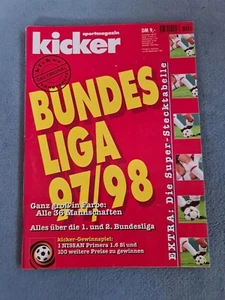 sportmagazin
kicker
DM 9,-
BUNDES
LIGA
97/98
Ganz groß in Farbe:
Alle 36 Mannschaften
Alles über die 1. und 2. Bundesliga
kicker-Gewinnspiel:
1 NISSAN Primera 1.6 Si und
100 weitere Preise zu gewinnen
EXTRA: Die Super-Stecktabelle